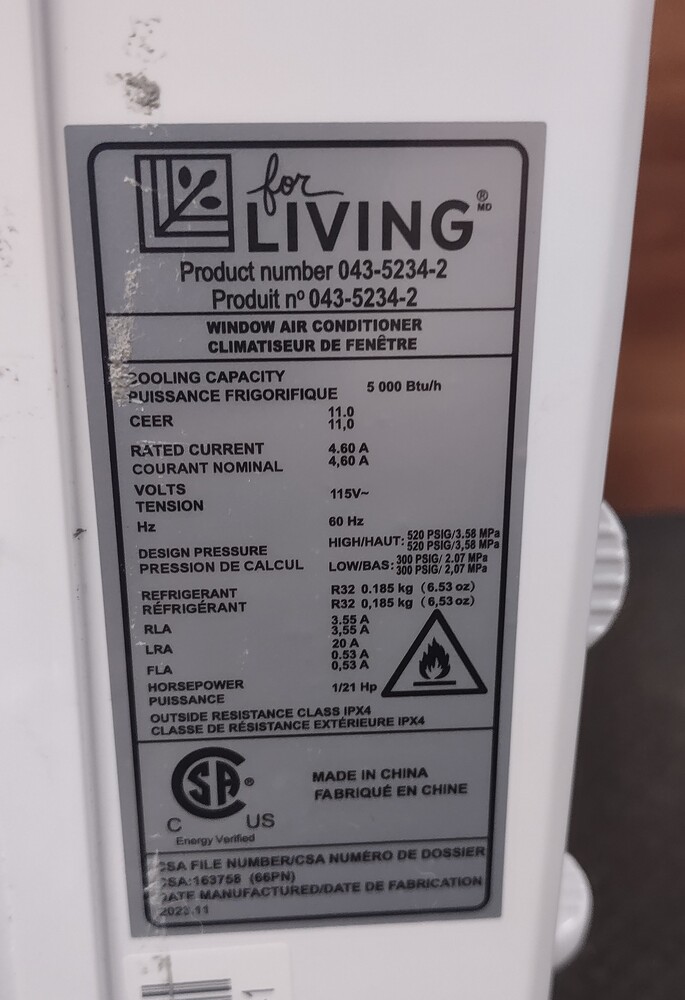 for
LIVING® MD
Product number 043-5234-2
Produit nº 043-5234-2
WINDOW AIR CONDITIONER
CLIMATISEUR DE FENÊTRE
COOLING CAPACITY
PUISSANCE FRIGORIFIQUE
5 000 Btu/h
CEER
11.0
11,0
RATED CURRENT 4.60 A
COURANT NOMINAL 4,60 A
VOLTS
TENSION
115V~
Hz 60 Hz
DESIGN PRESSURE
PRESSION DE CALCUL
HIGH/HAUT: 520 PSIG/3.58 MPa
520 PSIG/3,58 MPa
LOW/BAS: 300 PSIG/ 2.07 MPa
300 PSIG/ 2,07 MPa
REFRIGERANT R32 0.185 kg (6.53 oz)
RÉFRIGÉRANT R32 0,185 kg (6,53 oz)
RLA
3.55 A
3,55 A
LRA 20 A
FLA
0.53 A
0,53 A
HORSEPOWER
PUISSANCE
1/21 Hp
OUTSIDE RESISTANCE CLASS IPX4
CLASSE DE RÉSISTANCE EXTÉRIEURE IPX4
CSA®
C US
Energy Verified
MADE IN CHINA
FABRIQUÉ EN CHINE
CSA FILE NUMBER/CSA NUMÉRO DE DOSSIER
CSA:163758 (66PN)
DATE MANUFACTURED/DATE DE FABRICATION
2023.11